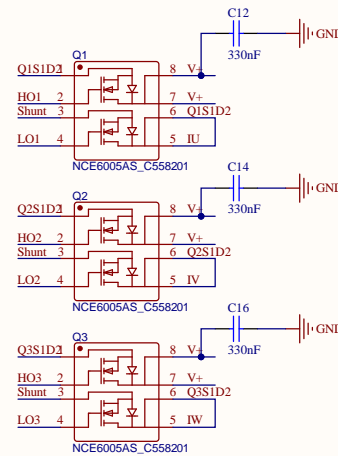 C12
GND
330nF
Q1
Q1S1D2 1 8 V+
HO1 2 7 V+
Shunt 3 6 Q1S1D2
LO1 4 5 IU
NCE6005AS_C558201
C14
GND
330nF
Q2
Q2S1D2 1 8 V+
HO2 2 7 V+
Shunt 3 6 Q2S1D2
LO2 4 5 IV
NCE6005AS_C558201
C16
GND
330nF
Q3
Q3S1D2 1 8 V+
HO3 2 7 V+
Shunt 3 6 Q3S1D2
LO3 4 5 IW
NCE6005AS_C558201